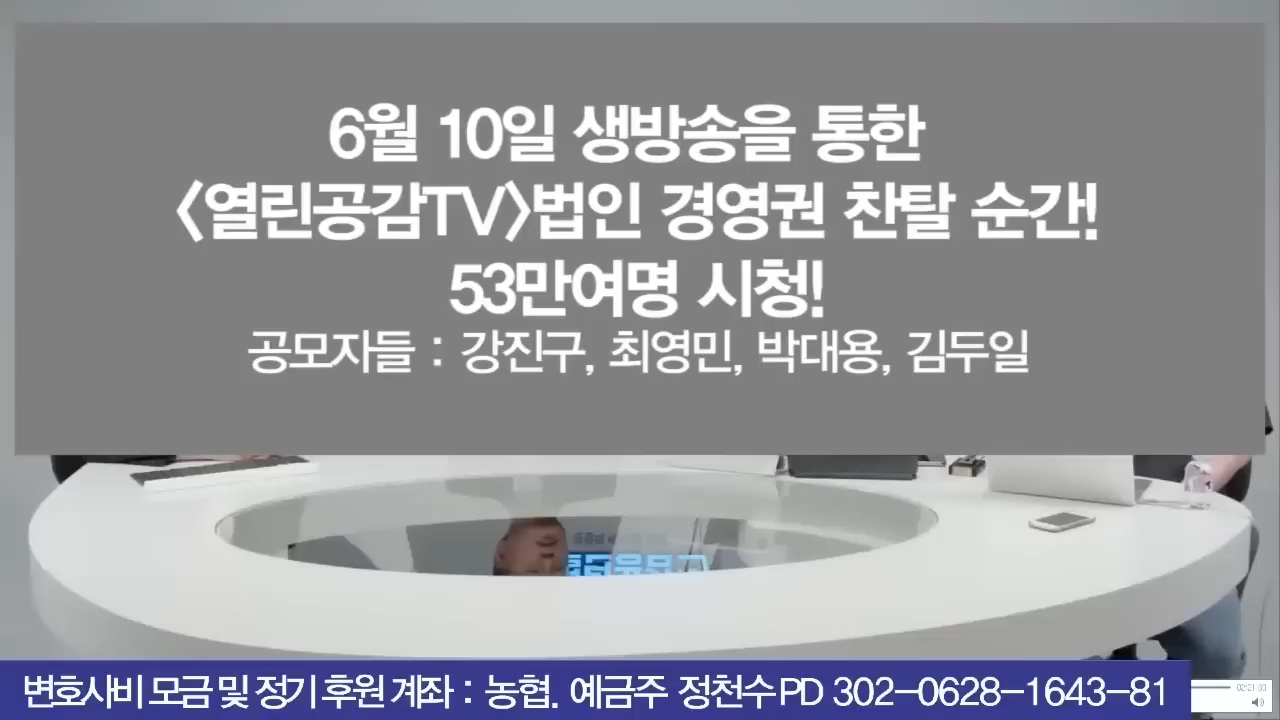 6월 10일 생방송을 통한
<열린공감TV>법인 경영권 찬탈 순간!
53만여명 시청!
공모자들 : 강진구, 최영민, 박대용, 김두일
변호사비 모금 및 정기 후원 계좌 : 농협. 예금주 정천수PD 302-0628-1643-81